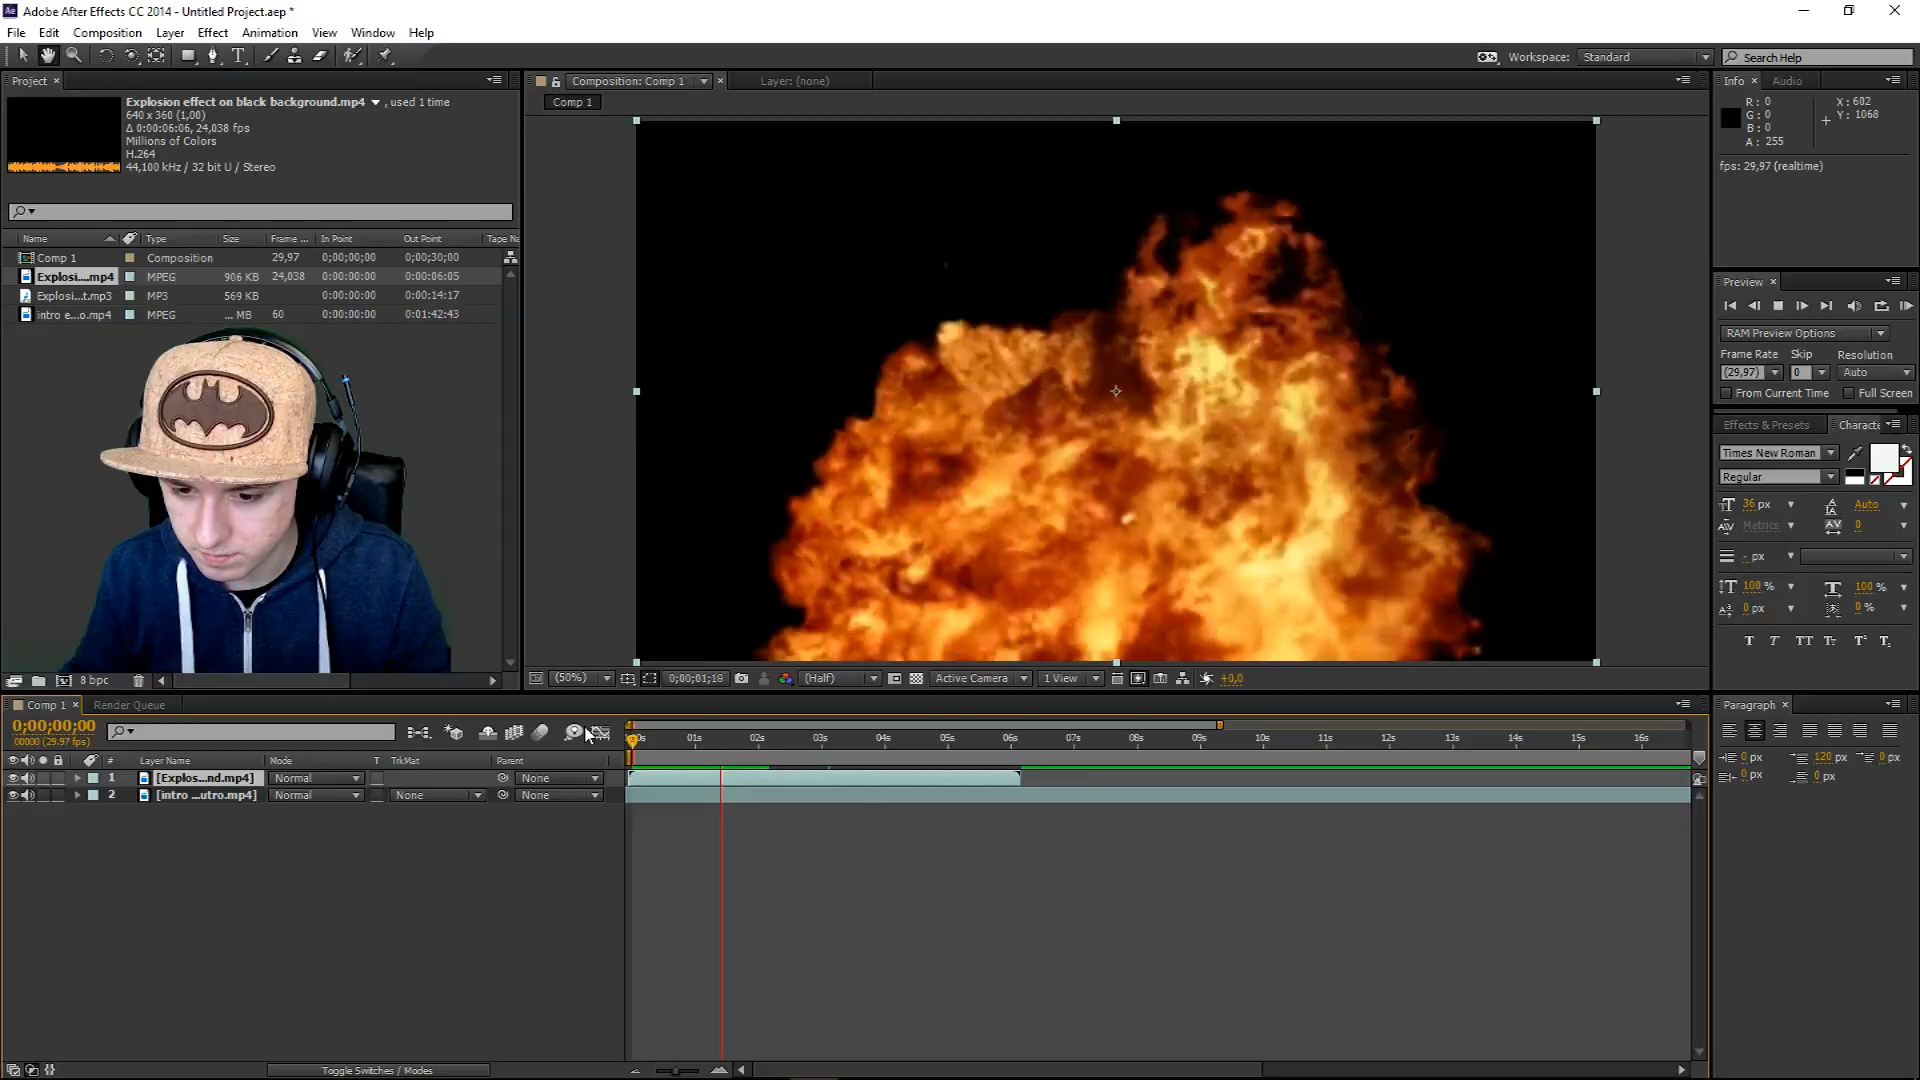 Adobe After Effects CC 2014 - Untitled Project.aep *
File Edit Composition Layer Effect Animation View Window Help
Workspace: Standard Search Help
Project
Explosion effect on black background.mp4 , used 1 time
640 x 360 (1,00)
Δ 0:00:06:06, 24,038 fps
Millions of Colors
H.264
44,100 kHz / 32 bit U / Stereo
Name Type Size Frame ... In Point Out Point Tape Na
Comp 1 Composition 29,97 0;00;00;00 0;00;30;00
Explosi....mp4 MPEG 906 KB 24,038 0:00:00:00 0:00:06:05
Explosi...t.mp3 MP3 569 KB 0:00:00:00 0:00:14:17
intro e...o.mp4 MPEG ... MB 60 0:00:00:00 0:01:42:43
8 bpc
Composition: Comp 1 Layer: (none)
Comp 1
(50%) 0;00;01;18 (Half) Active Camera 1 View +0,0
Info Audio
R: 0 X: 602
G: 0 Y: 1068
B: 0
A: 255
fps: 29,97 (realtime)
Preview
RAM Preview Options
Frame Rate Skip Resolution
(29,97) 0 Auto
From Current Time Full Screen
Effects & Presets Characte
Times New Roman
Regular
36 px Auto
Metrics 0
- px
100 % 100 %
0 px 0 %
T T TT Tr T¹ T₁
Comp 1 Render Queue
0;00;00;00
00000 (29.97 fps)
01s 02s 03s 04s 05s 06s 07s 08s 09s 10s 11s 12s 13s 14s 15s 16s
# Layer Name Mode T TrkMat Parent
1 [Explos...nd.mp4] Normal None
2 [intro ...utro.mp4] Normal None None
Toggle Switches / Modes
Paragraph
0 px 120 px 0 px
0 px 0 px